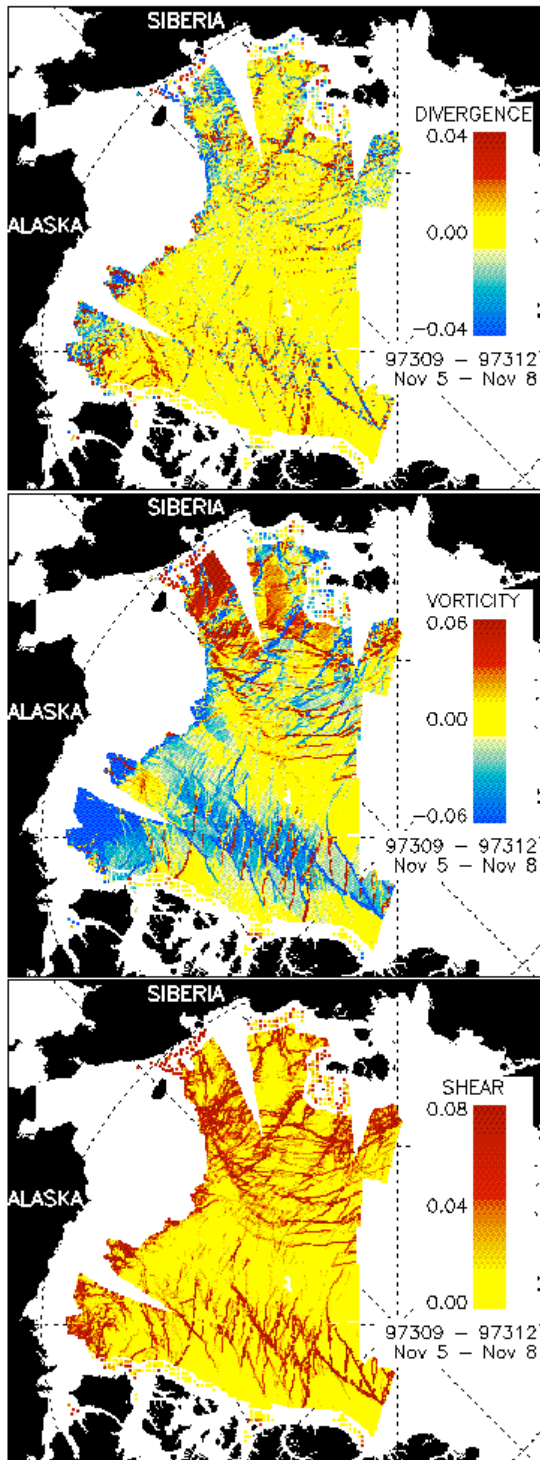 SIBERIA
DIVERGENCE
0.04
ALASKA
0.00
−0.04
97309 − 97312
Nov 5 − Nov 8
SIBERIA
VORTICITY
0.06
ALASKA
0.00
−0.06
97309 − 97312
Nov 5 − Nov 8
SIBERIA
SHEAR
0.08
ALASKA
0.04
0.00
97309 − 97312
Nov 5 − Nov 8